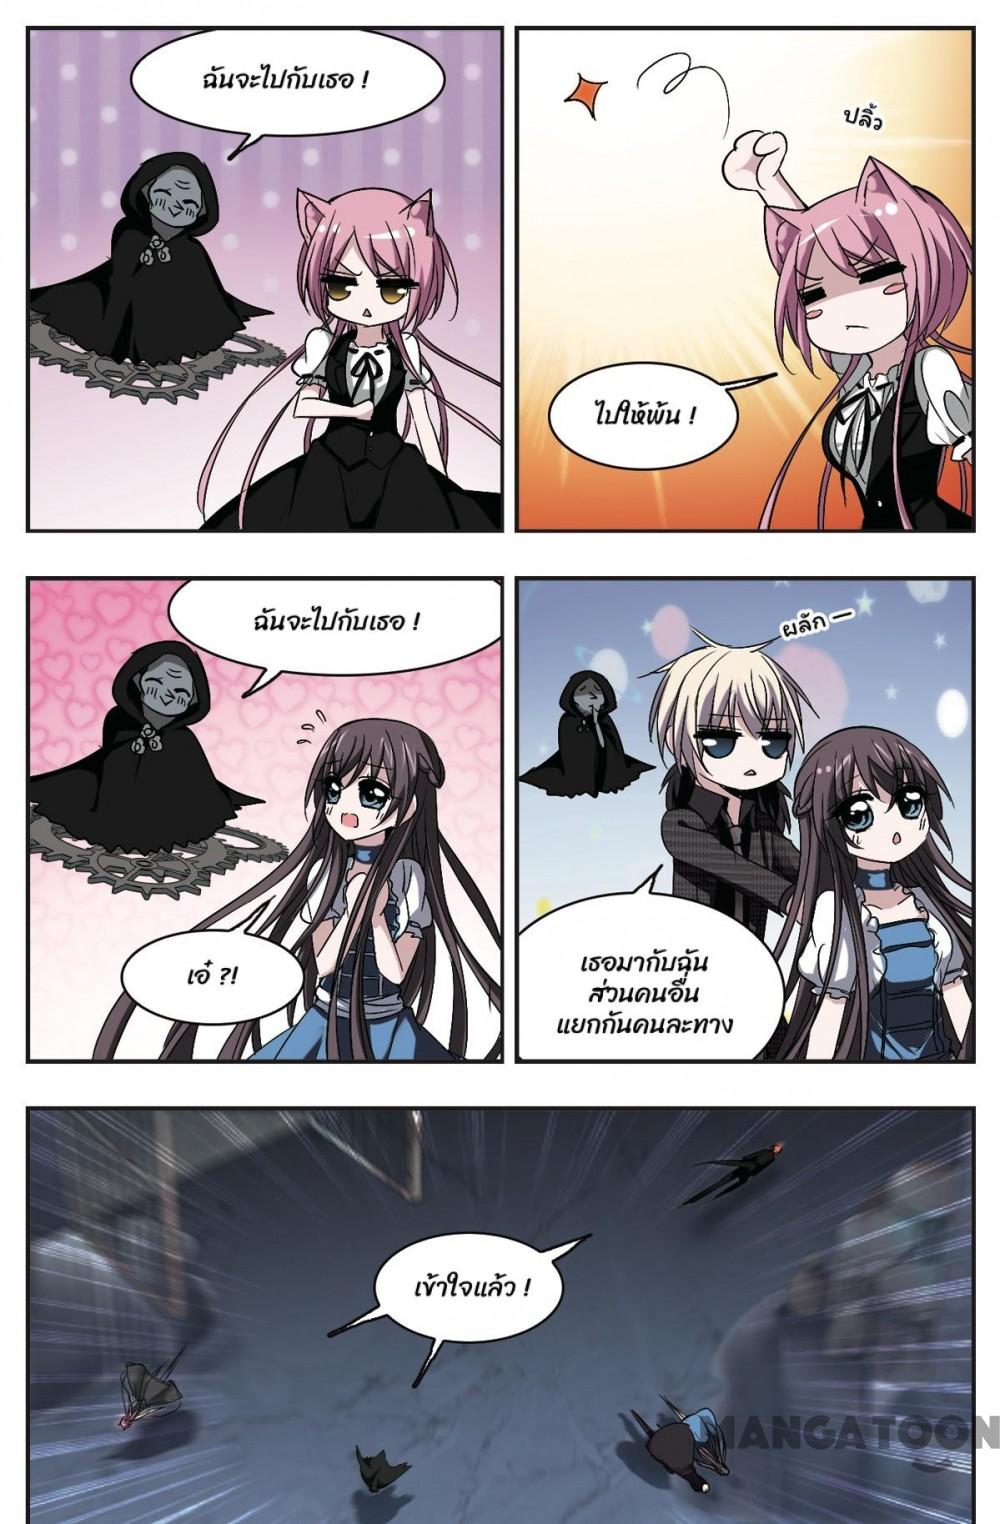 ฉันจะไปกับเธอ !
ปลิ้ว
ไปให้พ้น !
ฉันจะไปกับเธอ !
เอ๋ ?!
ผลัก —
เธอมากับฉัน
ส่วนคนอื่น
แยกกันคนละทาง
เข้าใจแล้ว !
MANGATOON